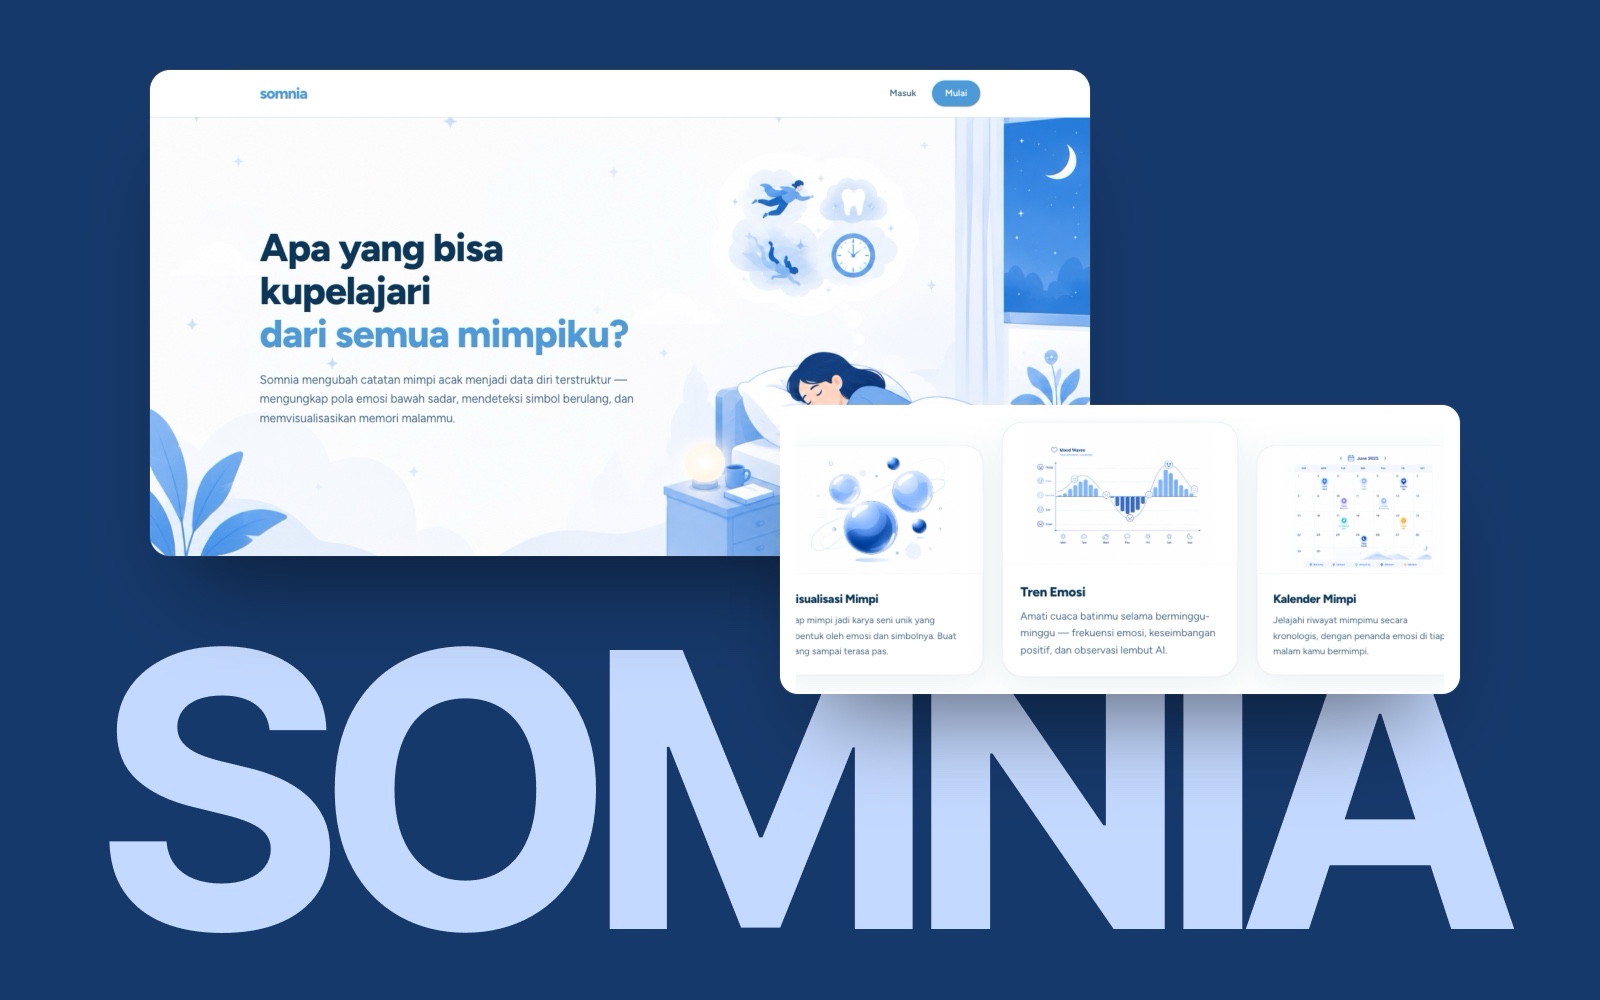 somnia
Masuk
Mulai
Apa yang bisa
kupelajari
dari semua mimpiku?
Somnia mengubah catatan mimpi acak menjadi data diri terstruktur —
mengungkap pola emosi bawah sadar, mendeteksi simbol berulang, dan
memvisualisasikan memori malammu.
isualisasi Mimpi
ap mimpi jadi karya seni unik yang
bentuk oleh emosi dan simbolnya. Buat
ang sampai terasa pas.
Mood Waves
Tren Emosi
Amati cuaca batinmu selama berminggu-
minggu — frekuensi emosi, keseimbangan
positif, dan observasi lembut AI.
June 2025
Kalender Mimpi
Jelajahi riwayat mimpimu secara
kronologis, dengan penanda emosi di tiap
malam kamu bermimpi.
SOMNIA